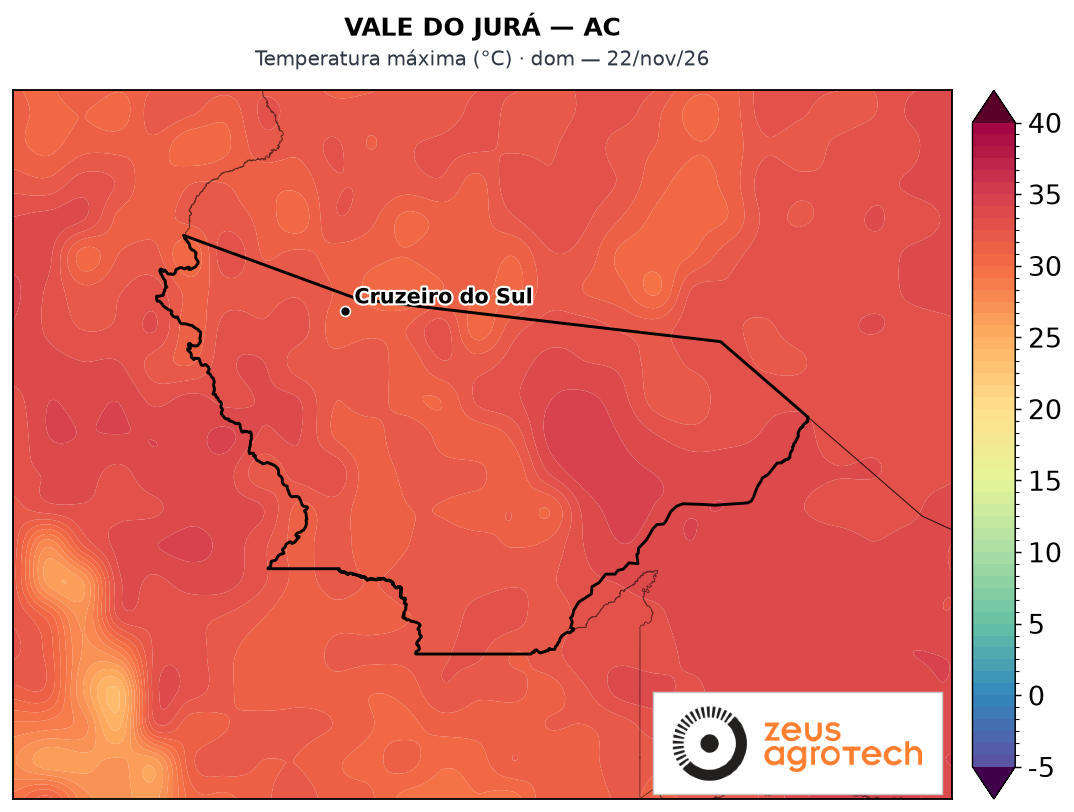 VALE DO JURÁ — AC
Temperatura máxima (°C) · dom — 22/nov/26
Cruzeiro do Sul
40
35
30
25
20
15
10
5
0
-5
zeus
agrotech